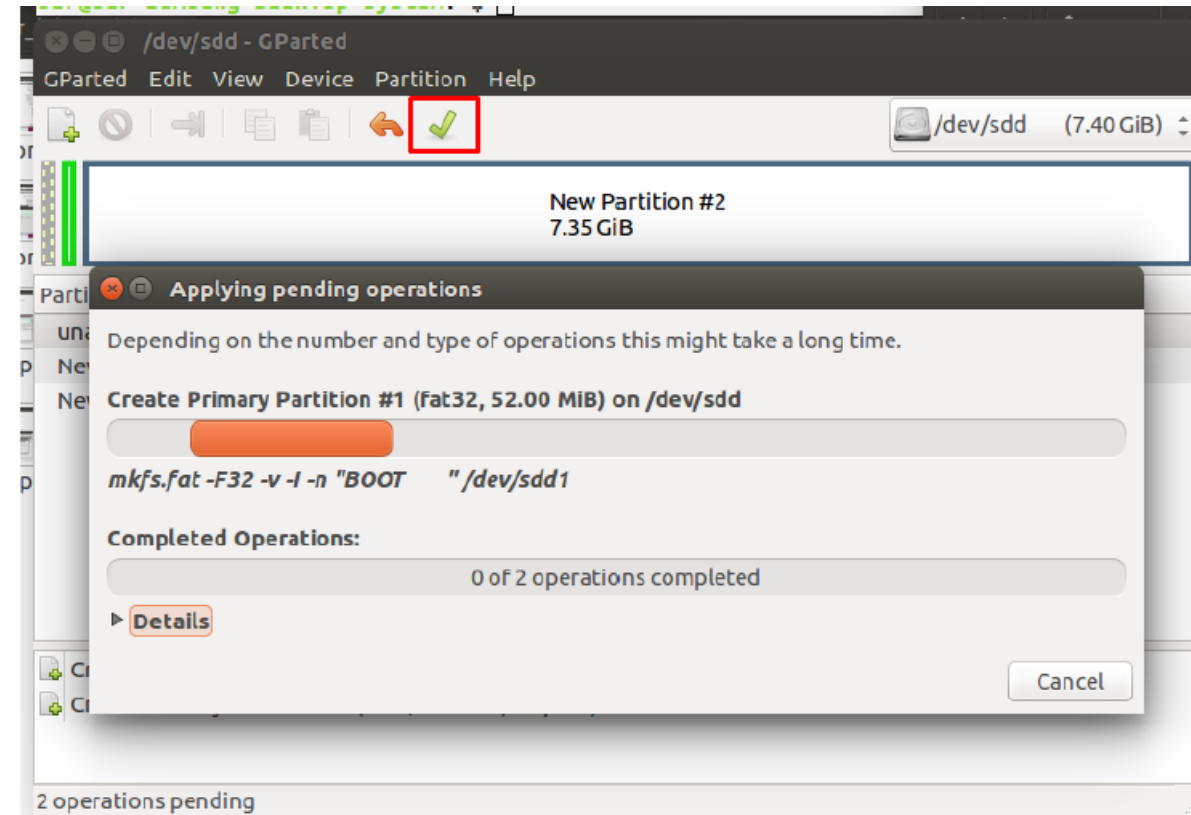 /dev/sdd - GParted
GParted Edit View Device Partition Help
/dev/sdd (7.40 GiB)
New Partition #2
7.35 GiB
Applying pending operations
Depending on the number and type of operations this might take a long time.
Create Primary Partition #1 (fat32, 52.00 MiB) on /dev/sdd
mkfs.fat -F32 -v -I -n "BOOT       " /dev/sdd1
Completed Operations:
0 of 2 operations completed
Details
Cancel
2 operations pending